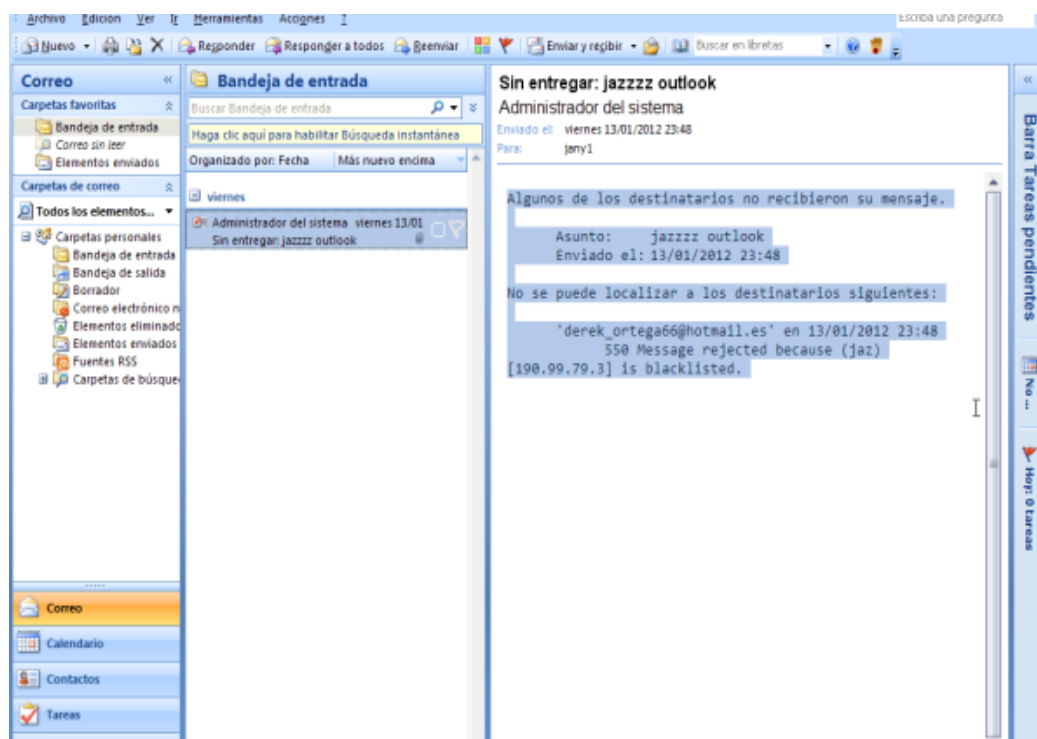 Archivo Edición Ver Ir Herramientas Acciones ?
Escriba una pregunta
Nuevo Responder Responder a todos Reenviar Enviar y recibir Buscar en libretas
Correo
Carpetas favoritas
Bandeja de entrada
Correo sin leer
Elementos enviados
Carpetas de correo
Todos los elementos...
Carpetas personales
Bandeja de entrada
Bandeja de salida
Borrador
Correo electrónico n
Elementos eliminado
Elementos enviados
Fuentes RSS
Carpetas de búsque
Correo
Calendario
Contactos
Tareas
Bandeja de entrada
Buscar Bandeja de entrada
Haga clic aquí para habilitar Búsqueda instantánea
Organizado por: Fecha Más nuevo encima
viernes
Administrador del sistema viernes 13/01
Sin entregar: jazzzz outlook
Sin entregar: jazzzz outlook
Administrador del sistema
Enviado el: viernes 13/01/2012 23:48
Para: jany1
Algunos de los destinatarios no recibieron su mensaje.
Asunto: jazzzz outlook
Enviado el: 13/01/2012 23:48
No se puede localizar a los destinatarios siguientes:
'derek_ortega66@hotmail.es' en 13/01/2012 23:48
550 Message rejected because (jaz)
[190.99.79.3] is blacklisted.
Barra Tareas pendientes
No ...
Hoy: 0 tareas